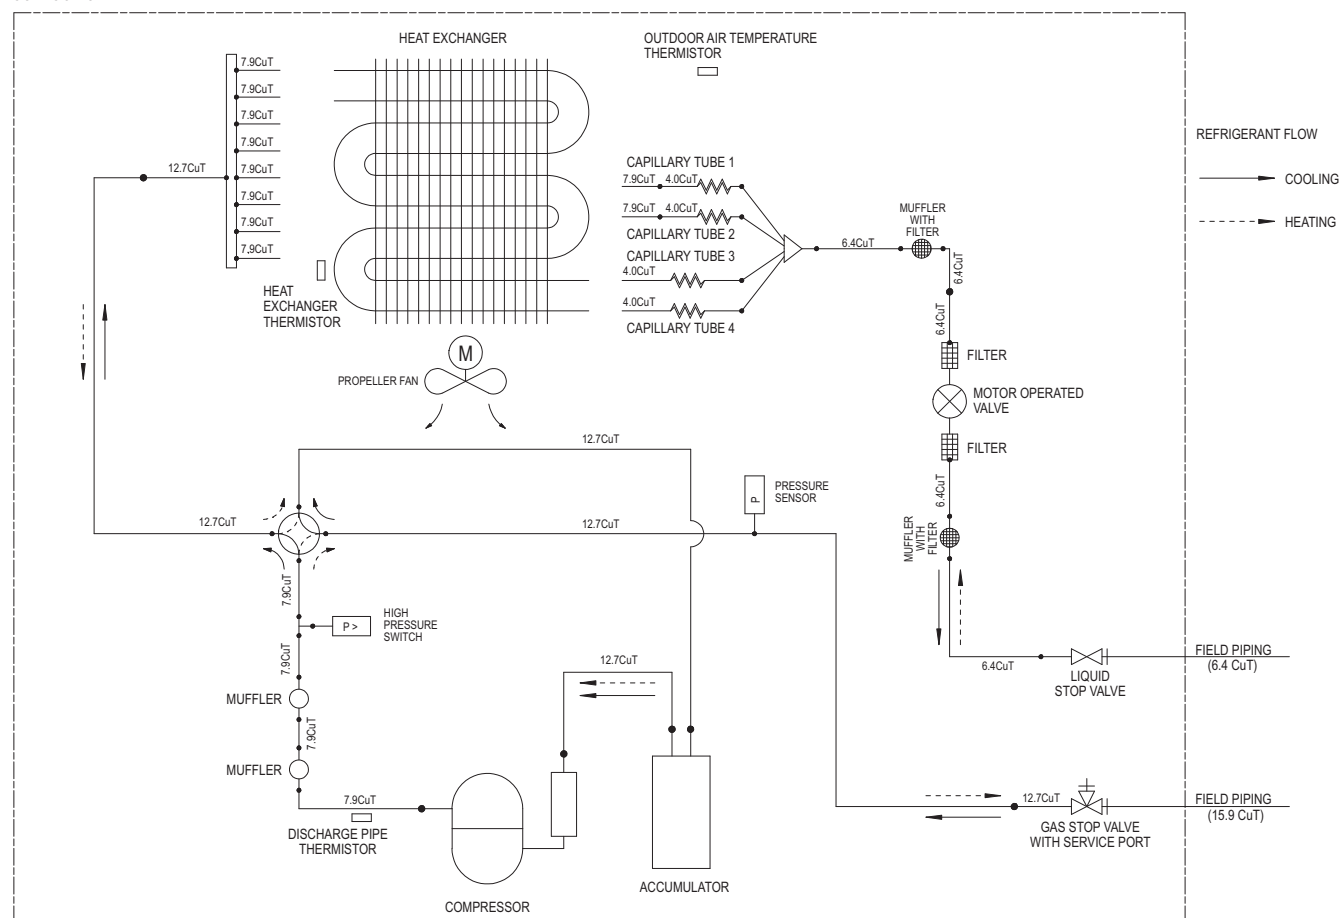 HEAT EXCHANGER
OUTDOOR AIR TEMPERATURE
THERMISTOR
7.9CuT
7.9CuT
7.9CuT
7.9CuT
7.9CuT
7.9CuT
7.9CuT
7.9CuT
12.7CuT
REFRIGERANT FLOW
COOLING
HEATING
CAPILLARY TUBE 1
7.9CuT
4.0CuT
7.9CuT
4.0CuT
CAPILLARY TUBE 2
CAPILLARY TUBE 3
4.0CuT
4.0CuT
CAPILLARY TUBE 4
6.4CuT
MUFFLER
WITH
FILTER
6.4CuT
6.4CuT
HEAT
EXCHANGER
THERMISTOR
FILTER
M
PROPELLER FAN
MOTOR OPERATED
VALVE
FILTER
12.7CuT
6.4CuT
P
PRESSURE
SENSOR
12.7CuT
12.7CuT
MUFFLER
WITH
FILTER
7.9CuT
P>
HIGH
PRESSURE
SWITCH
7.9CuT
12.7CuT
6.4CuT
LIQUID
STOP VALVE
FIELD PIPING
(6.4 CuT)
MUFFLER
7.9CuT
MUFFLER
7.9CuT
DISCHARGE PIPE
THERMISTOR
12.7CuT
GAS STOP VALVE
WITH SERVICE PORT
FIELD PIPING
(15.9 CuT)
ACCUMULATOR
COMPRESSOR